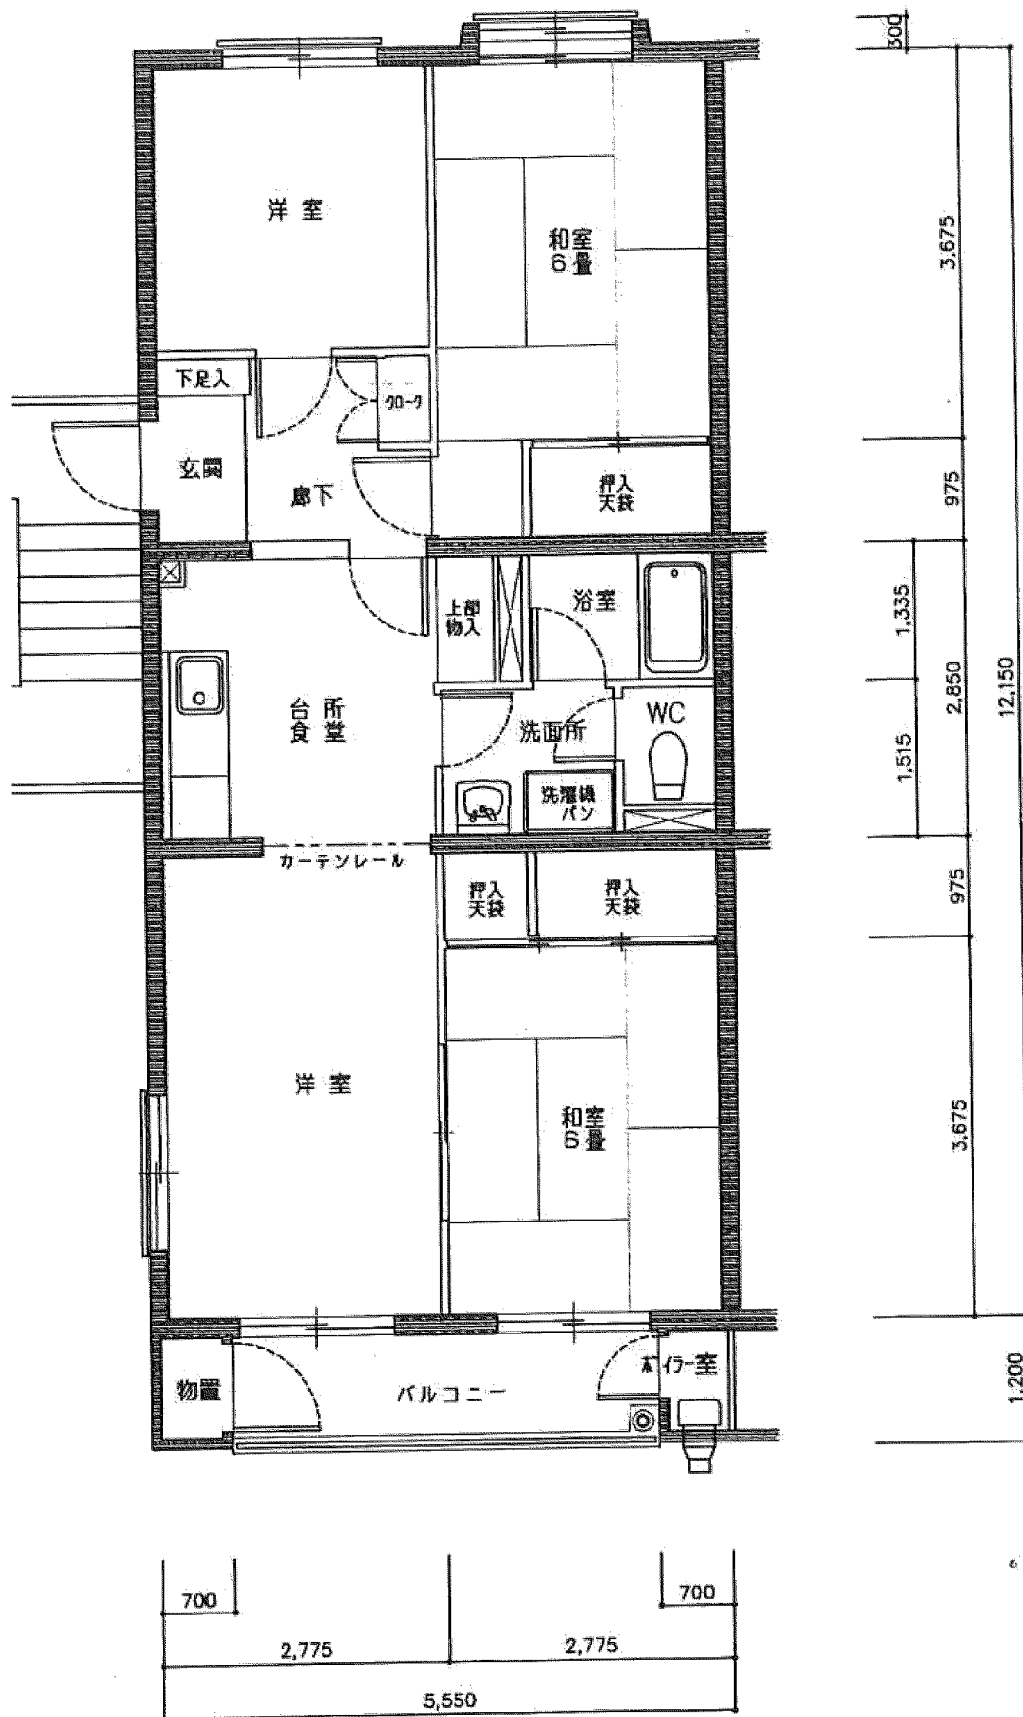 300
洋室
和室
6畳
3,675
下足入
クローク
玄関
廊下
押入
天袋
975
上部
物入
浴室
1,335
台所
食堂
洗面所
WC
2,850
12,150
洗濯機
パン
1,515
カーテンレール
押入
天袋
押入
天袋
975
洋室
和室
6畳
3,675
物置
バルコニー
ボイラー室
1,200
700
700
2,775
2,775
5,550